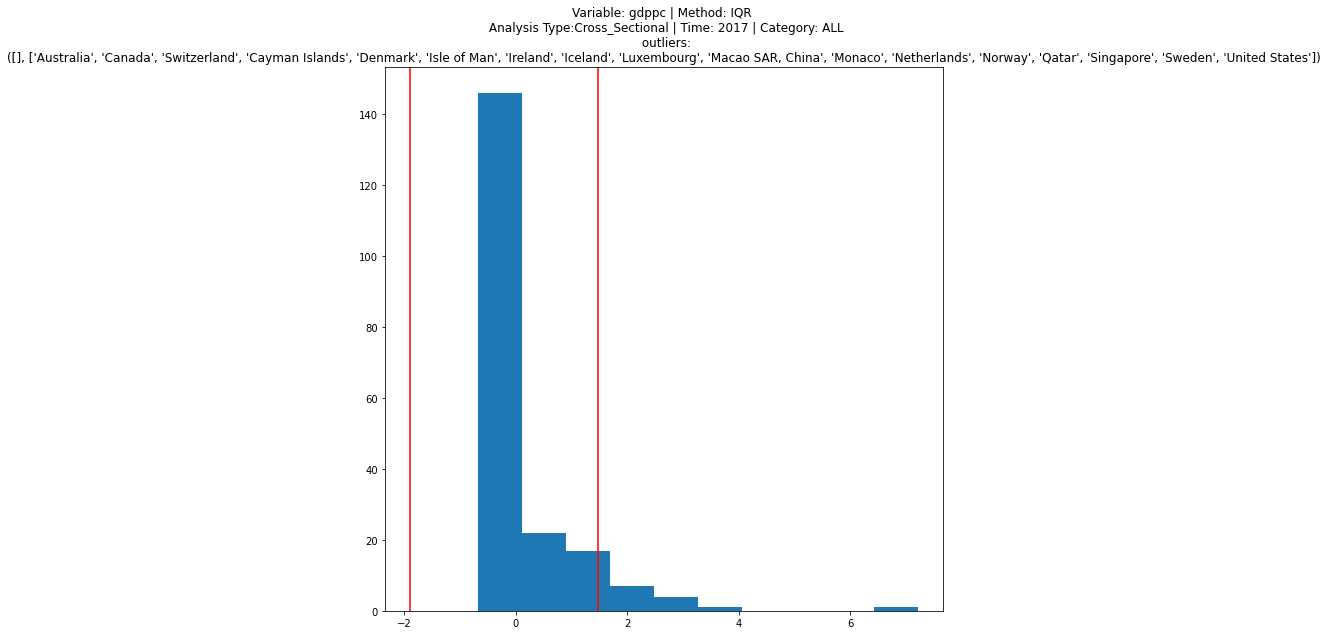 Variable: gdppc | Method: IQR
Analysis Type:Cross_Sectional | Time: 2017 | Category: ALL
outliers:
([], ['Australia', 'Canada', 'Switzerland', 'Cayman Islands', 'Denmark', 'Isle of Man', 'Ireland', 'Iceland', 'Luxembourg', 'Macao SAR, China', 'Monaco', 'Netherlands', 'Norway', 'Qatar', 'Singapore', 'Sweden', 'United States'])
140
120
100
80
60
40
20
0
−2 0 2 4 6